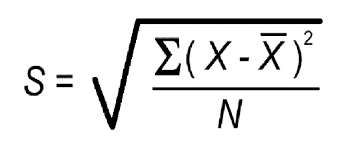 S = √(Σ(X - X̄)² / N)